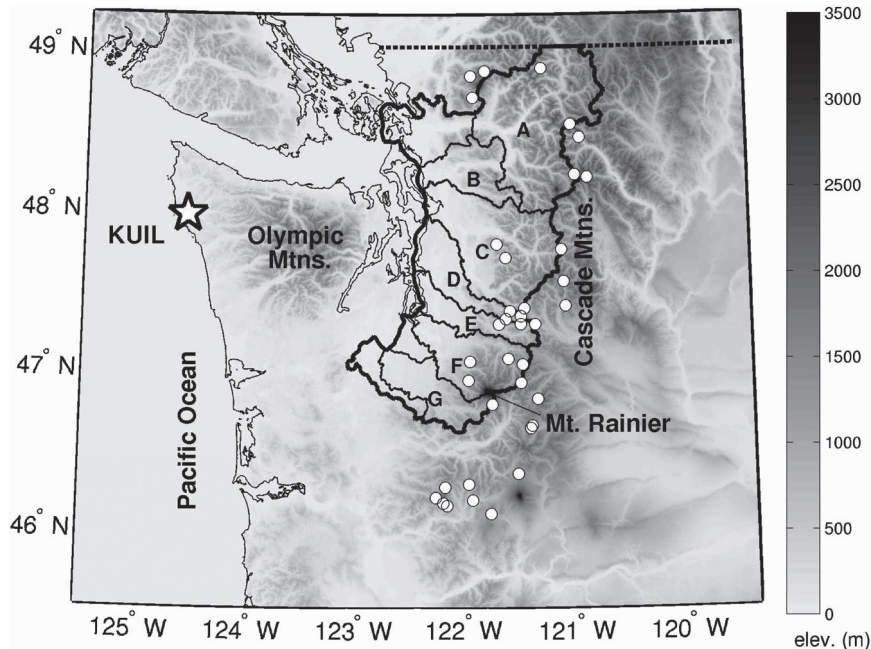 49° N
48° N
47° N
46° N
125° W
124° W
123° W
122° W
121° W
120° W
KUIL
Olympic
Mtns.
Pacific Ocean
A
B
C
D
E
F
G
Cascade Mtns.
Mt. Rainier
3500
3000
2500
2000
1500
1000
500
0
elev. (m)